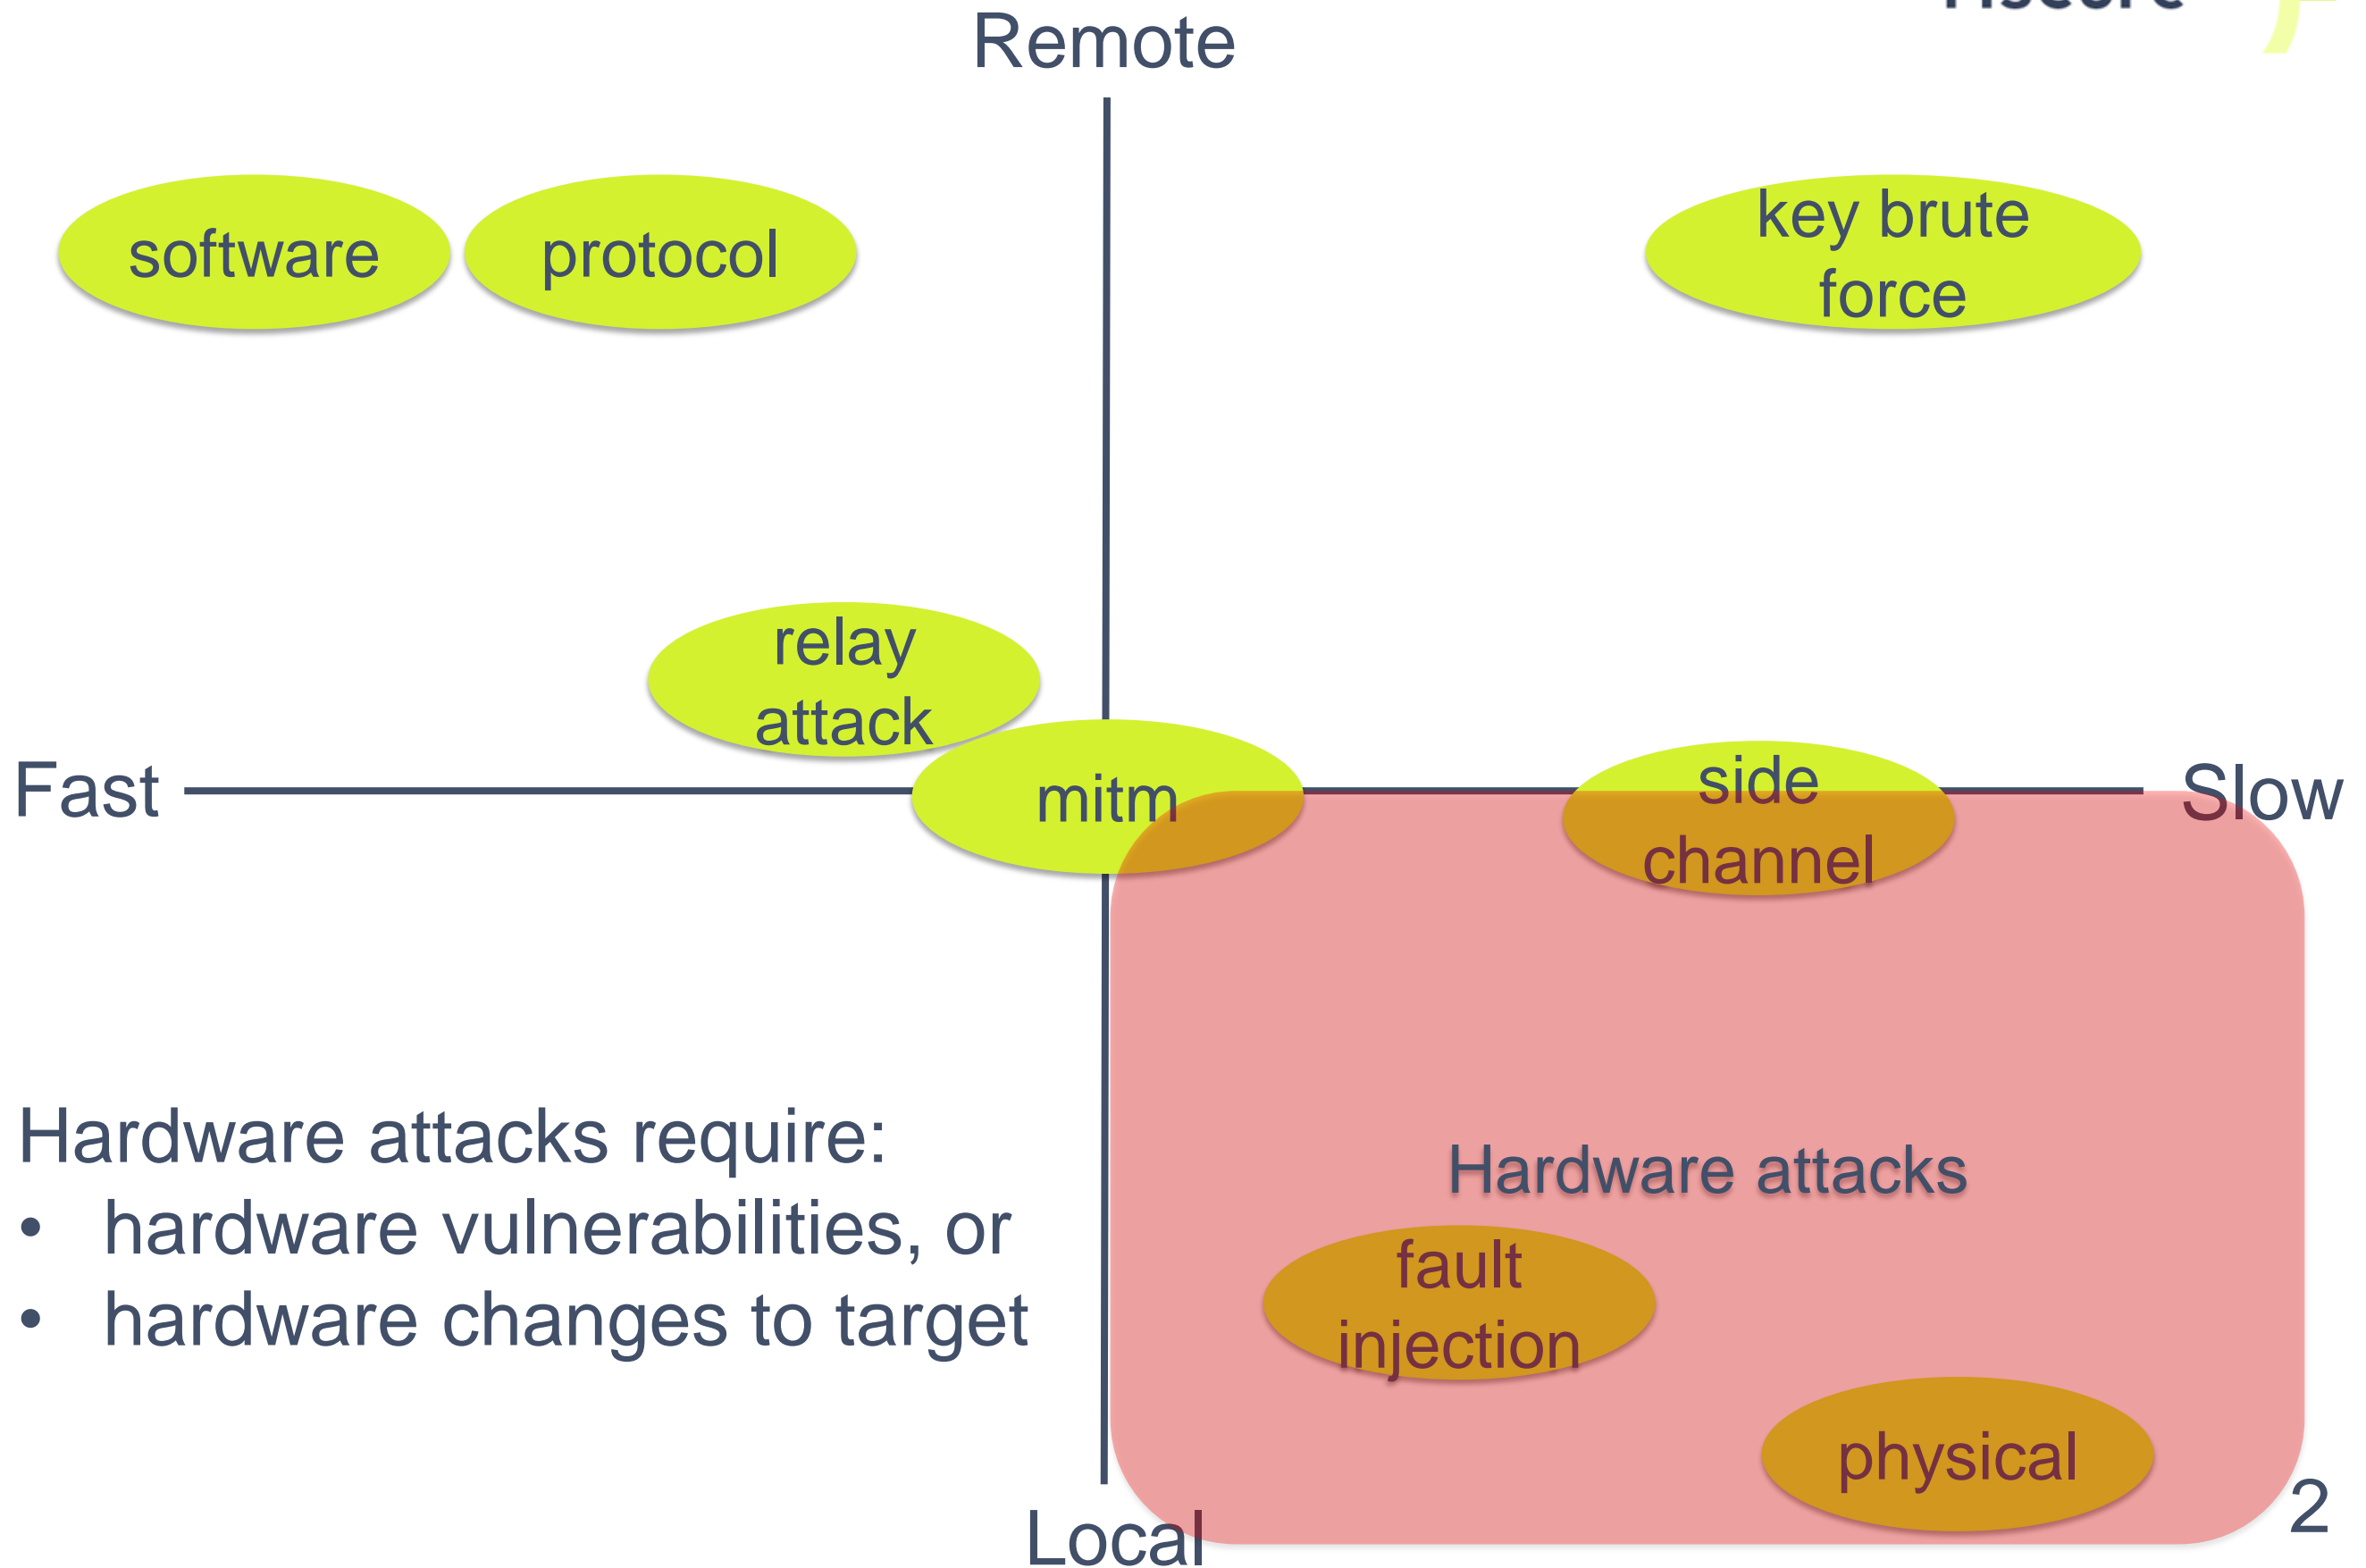 Remote
software
protocol
key brute
force
relay
attack
Fast
mitm
side
channel
Slow
Hardware attacks require:
• hardware vulnerabilities, or
• hardware changes to target
Hardware attacks
fault
injection
physical
Local
2